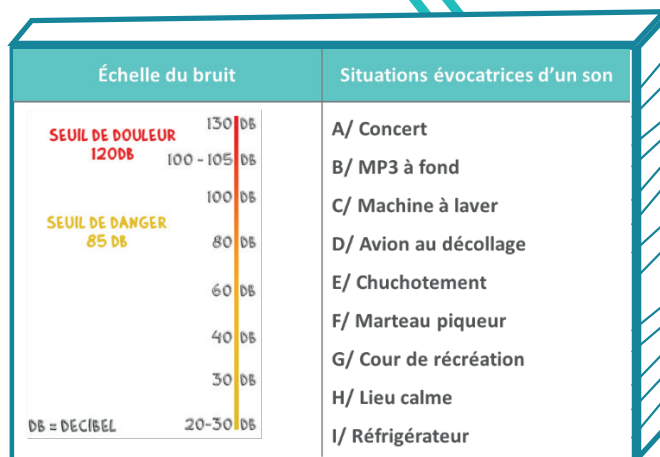 Échelle du bruit
Situations évocatrices d'un son
130 DB
SEUIL DE DOULEUR
120DB
100 - 105 DB
100 DB
SEUIL DE DANGER
85 DB
80 DB
60 DB
40 DB
30 DB
DB = DECIBEL
20-30 DB
A/ Concert
B/ MP3 à fond
C/ Machine à laver
D/ Avion au décollage
E/ Chuchotement
F/ Marteau piqueur
G/ Cour de récréation
H/ Lieu calme
I/ Réfrigérateur